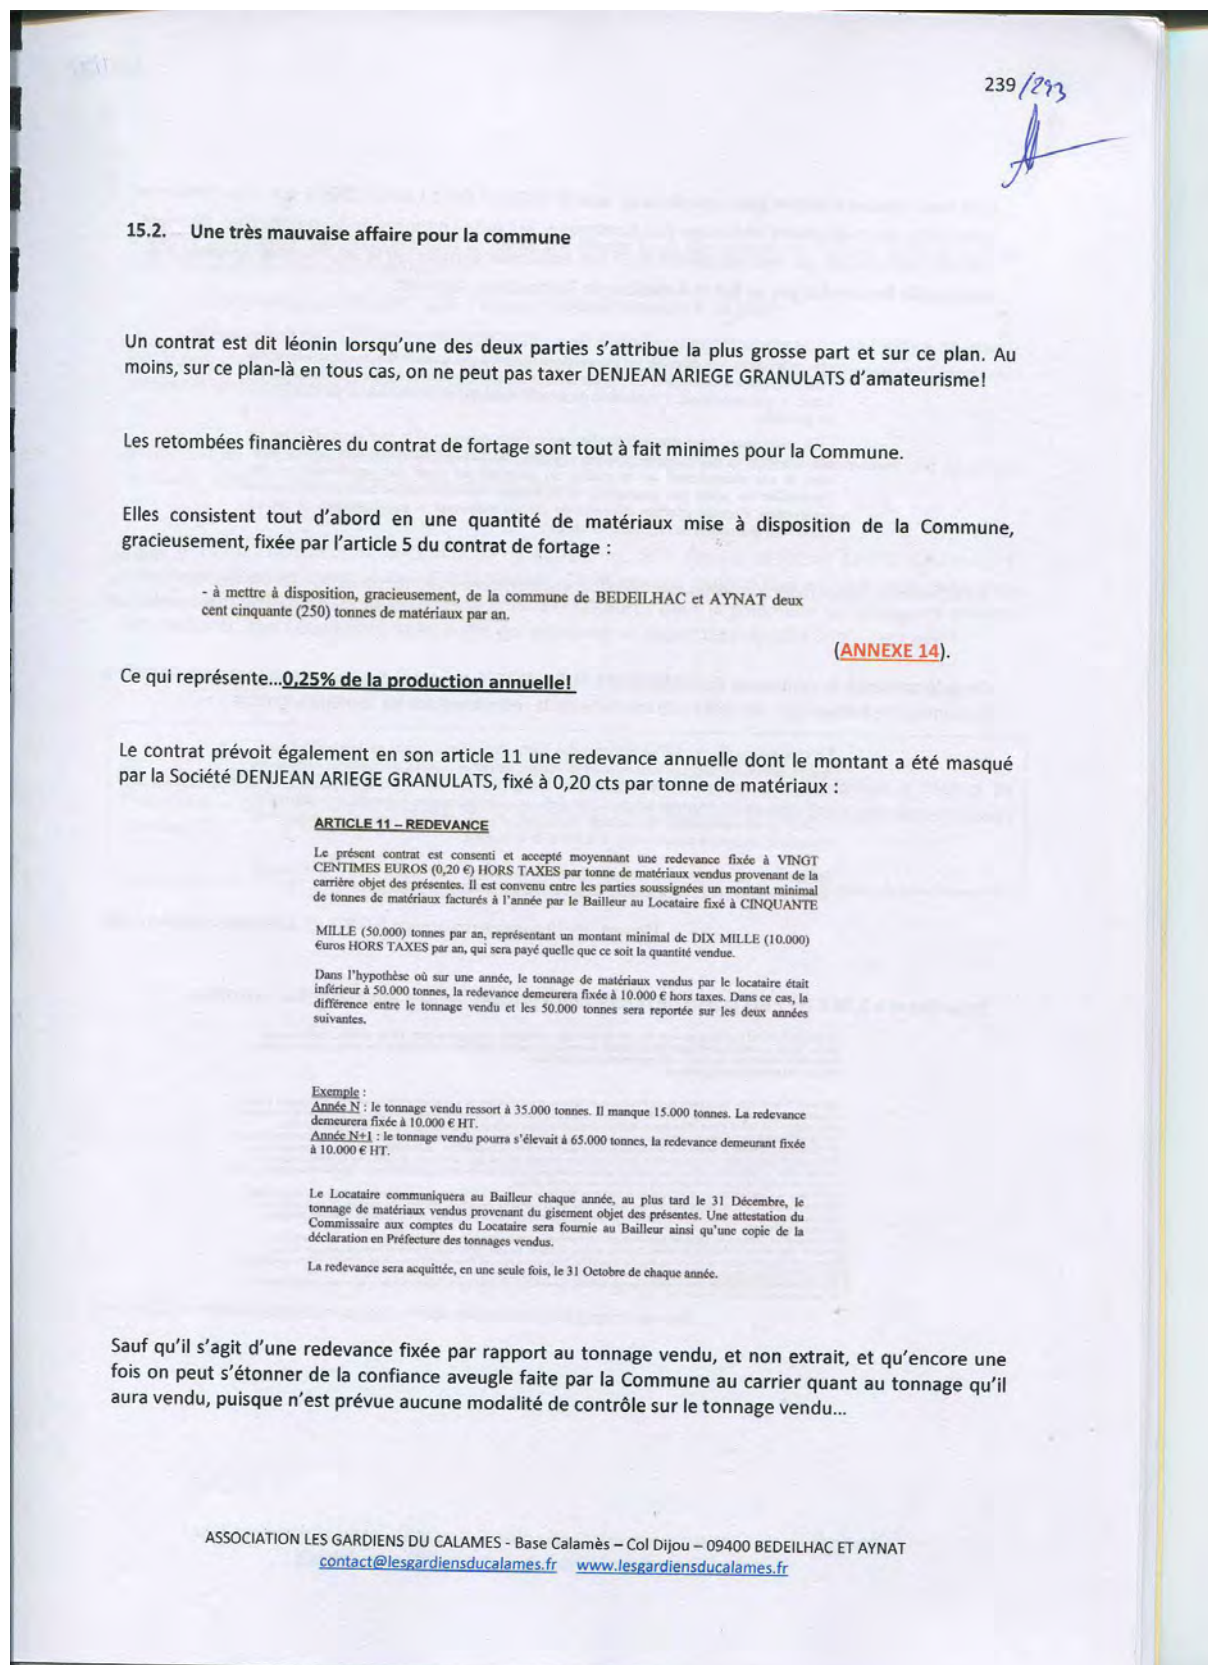 239/293
15.2. Une très mauvaise affaire pour la commune
Un contrat est dit léonin lorsqu'une des deux parties s'attribue la plus grosse part et sur ce plan. Au
moins, sur ce plan-là en tous cas, on ne peut pas taxer DENJEAN ARIEGE GRANULATS d'amateurisme!
Les retombées financières du contrat de fortage sont tout à fait minimes pour la Commune.
Elles consistent tout d'abord en une quantité de matériaux mise à disposition de la Commune,
gracieusement, fixée par l'article 5 du contrat de fortage :
- à mettre à disposition, gracieusement, de la commune de BEDEILHAC et AYNAT deux
cent cinquante (250) tonnes de matériaux par an.
(ANNEXE 14).
Ce qui représente...0,25% de la production annuelle!
Le contrat prévoit également en son article 11 une redevance annuelle dont le montant a été masqué
par la Société DENJEAN ARIEGE GRANULATS, fixé à 0,20 cts par tonne de matériaux :
ARTICLE 11 – REDEVANCE
Le présent contrat est consenti et accepté moyennant une redevance fixée à VINGT
CENTIMES EUROS (0,20 €) HORS TAXES par tonne de matériaux vendus provenant de la
carrière objet des présentes. Il est convenu entre les parties soussignées un montant minimal
de tonnes de matériaux facturés à l'année par le Bailleur au Locataire fixé à CINQUANTE
MILLE (50.000) tonnes par an, représentant un montant minimal de DIX MILLE (10.000)
€uros HORS TAXES par an, qui sera payé quelle que ce soit la quantité vendue.
Dans l'hypothèse où sur une année, le tonnage de matériaux vendus par le locataire était
inférieur à 50.000 tonnes, la redevance demeurera fixée à 10.000 € hors taxes. Dans ce cas, la
différence entre le tonnage vendu et les 50.000 tonnes sera reportée sur les deux années
suivantes.
Exemple :
Année N : le tonnage vendu ressort à 35.000 tonnes. Il manque 15.000 tonnes. La redevance
demeurera fixée à 10.000 € HT.
Année N+1 : le tonnage vendu pourra s'élevait à 65.000 tonnes, la redevance demeurant fixée
à 10.000 € HT.
Le Locataire communiquera au Bailleur chaque année, au plus tard le 31 Décembre, le
tonnage de matériaux vendus provenant du gisement objet des présentes. Une attestation du
Commissaire aux comptes du Locataire sera fournie au Bailleur ainsi qu'une copie de la
déclaration en Préfecture des tonnages vendus.
La redevance sera acquittée, en une seule fois, le 31 Octobre de chaque année.
Sauf qu'il s'agit d'une redevance fixée par rapport au tonnage vendu, et non extrait, et qu'encore une
fois on peut s'étonner de la confiance aveugle faite par la Commune au carrier quant au tonnage qu'il
aura vendu, puisque n'est prévue aucune modalité de contrôle sur le tonnage vendu...
ASSOCIATION LES GARDIENS DU CALAMES - Base Calamès – Col Dijou – 09400 BEDEILHAC ET AYNAT
contact@lesgardiensducalames.fr www.lesgardiensducalames.fr